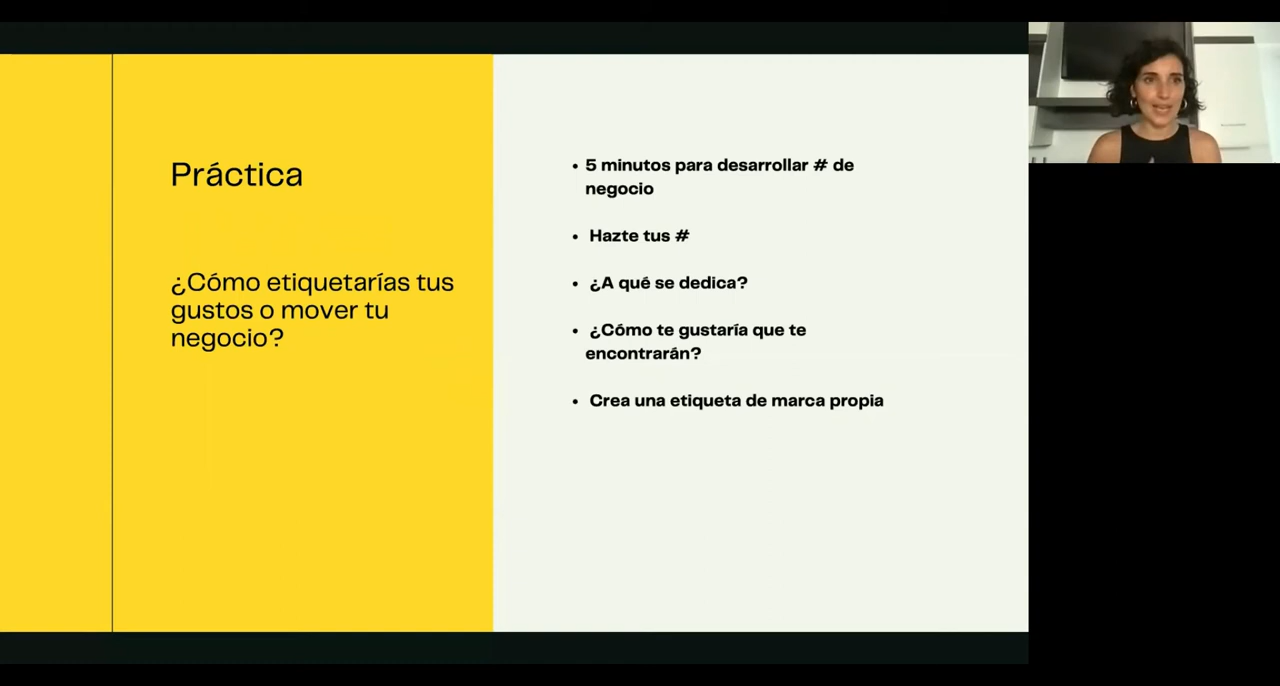 Práctica
¿Cómo etiquetarías tus
gustos o mover tu
negocio?
• 5 minutos para desarrollar # de
negocio
• Hazte tus #
• ¿A qué se dedica?
• ¿Cómo te gustaría que te
encontrarán?
• Crea una etiqueta de marca propia